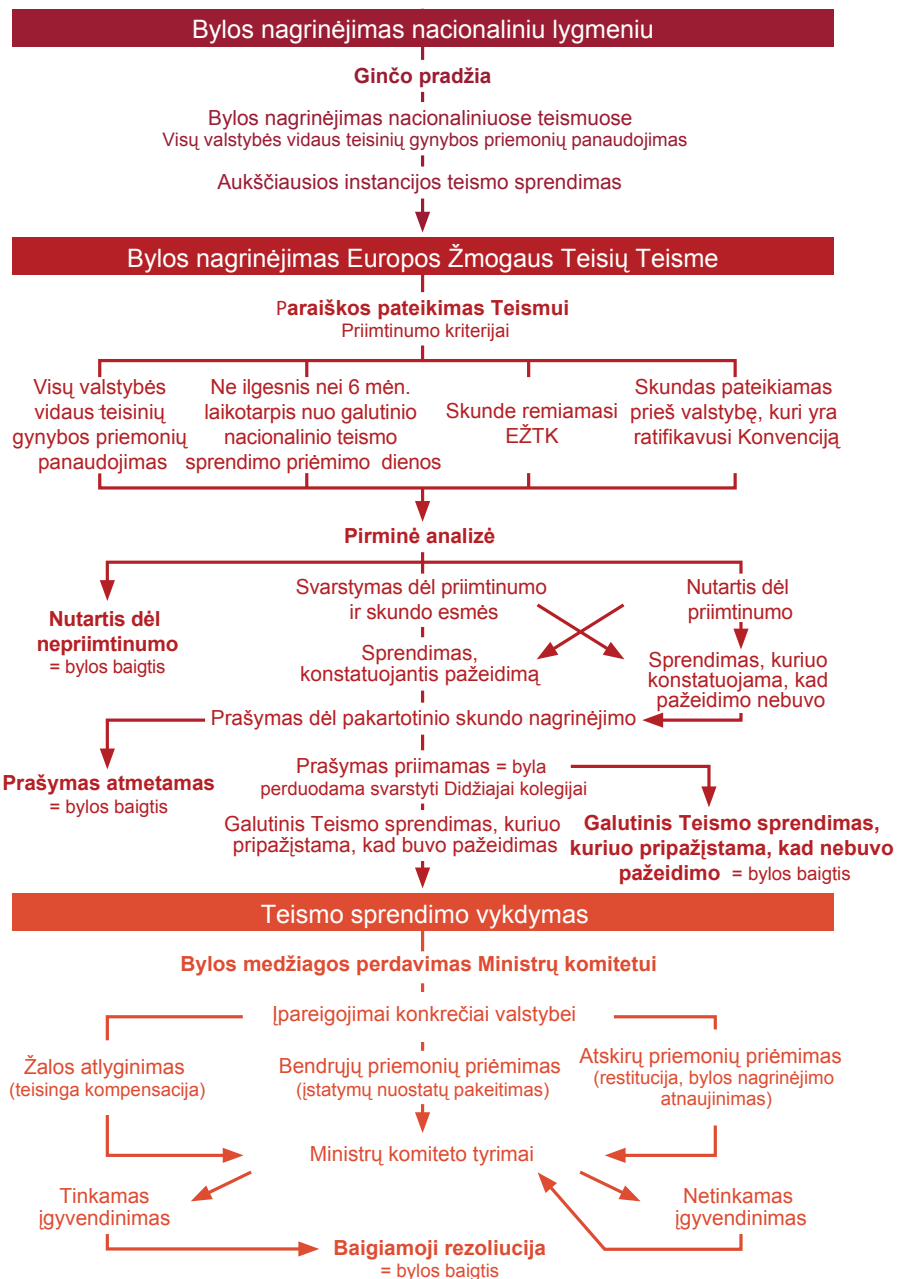 Bylos nagrinėjimas nacionaliniu lygmeniu
Ginčo pradžia
Bylos nagrinėjimas nacionaliniuose teismuose
Visų valstybės vidaus teisinių gynybos priemonių panaudojimas
Aukščiausios instancijos teismo sprendimas
Bylos nagrinėjimas Europos Žmogaus Teisių Teisme
Paraiškos pateikimas Teismui
Priimtinumo kriterijai
Visų valstybės
vidaus teisinių
gynybos priemonių
panaudojimas
Ne ilgesnis nei 6 mėn.
laikotarpis nuo galutinio
nacionalinio teismo
sprendimo priėmimo dienos
Skunde remiamasi
EŽTK
Skundas pateikiamas
prieš valstybę, kuri yra
ratifikavusi Konvenciją
Pirminė analizė
Nutartis dėl
nepriimtinumo
= bylos baigtis
Svarstymas dėl priimtinumo
ir skundo esmės
Nutartis dėl
priimtinumo
Sprendimas,
konstatuojantis pažeidimą
Sprendimas, kuriuo
konstatuojama, kad
pažeidimo nebuvo
Prašymas dėl pakartotinio skundo nagrinėjimo
Prašymas atmetamas
= bylos baigtis
Prašymas priimamas = byla
perduodama svarstyti Didžiajai kolegijai
Galutinis Teismo sprendimas, kuriuo
pripažįstama, kad buvo pažeidimas
Galutinis Teismo sprendimas,
kuriuo pripažįstama, kad nebuvo
pažeidimo = bylos baigtis
Teismo sprendimo vykdymas
Bylos medžiagos perdavimas Ministrų komitetui
Įpareigojimai konkrečiai valstybei
Žalos atlyginimas
(teisinga kompensacija)
Bendrųjų priemonių priėmimas
(įstatymų nuostatų pakeitimas)
Atskirų priemonių priėmimas
(restitucija, bylos nagrinėjimo
atnaujinimas)
Ministrų komiteto tyrimai
Tinkamas
įgyvendinimas
Netinkamas
įgyvendinimas
Baigiamoji rezoliucija
= bylos baigtis